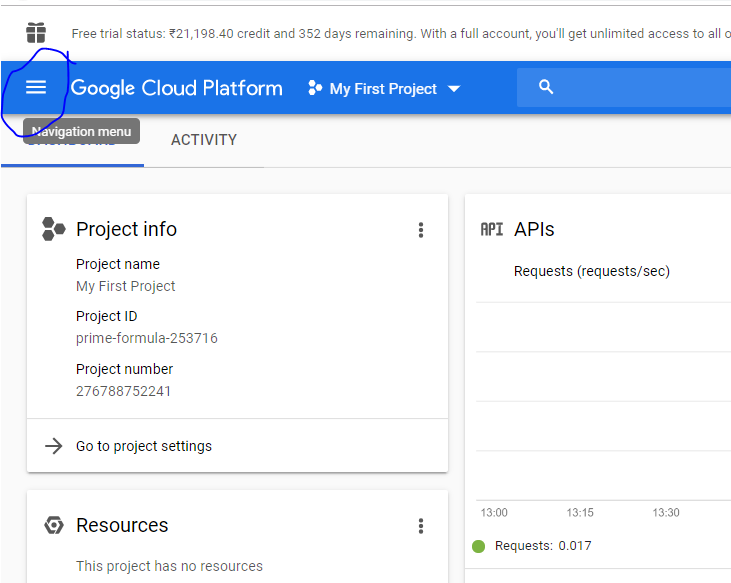 Free trial status: ₹21,198.40 credit and 352 days remaining. With a full account, you'll get unlimited access to all
Google Cloud Platform
My First Project
Navigation menu
ACTIVITY
Project info
Project name
My First Project
Project ID
prime-formula-253716
Project number
276788752241
Go to project settings
Resources
This project has no resources
API APIs
Requests (requests/sec)
13:00 13:15 13:30
Requests: 0.017